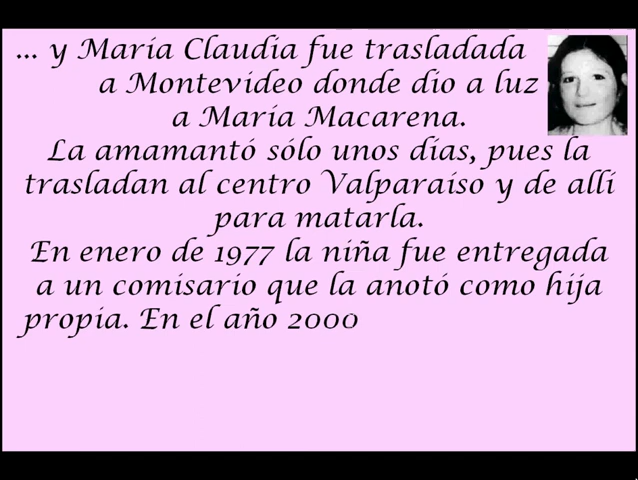 ... y María Claudia fue trasladada
a Montevideo donde dio a luz
a María Macarena.
La amamantó sólo unos días, pues la
trasladan al centro Valparaíso y de allí
para matarla.
En enero de 1977 la niña fue entregada
a un comisario que la anotó como hija
propia. En el año 2000